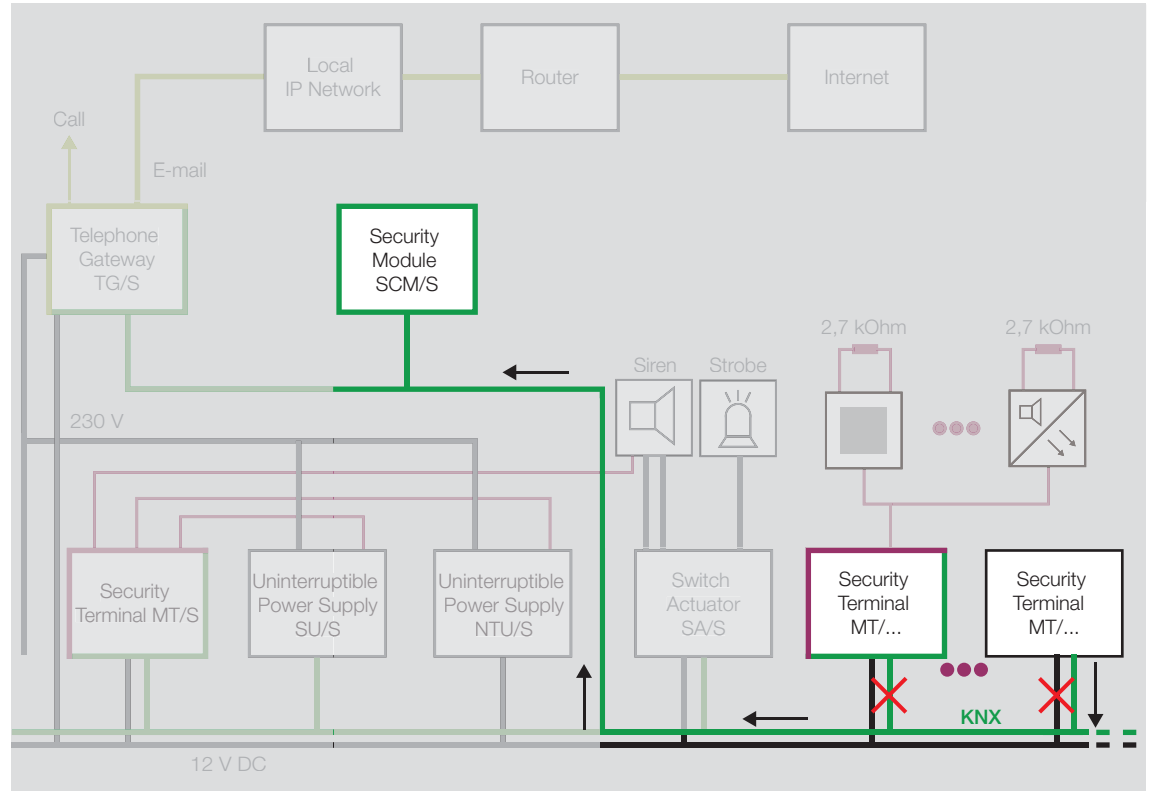 Local
IP Network
Router
Internet
Call
E-mail
Telephone
Gateway
TG/S
Security
Module
SCM/S
2,7 kOhm
2,7 kOhm
Siren
Strobe
230 V
Security
Terminal MT/S
Uninterruptible
Power Supply
SU/S
Uninterruptible
Power Supply
NTU/S
Switch
Actuator
SA/S
Security
Terminal
MT/...
Security
Terminal
MT/...
KNX
12 V DC